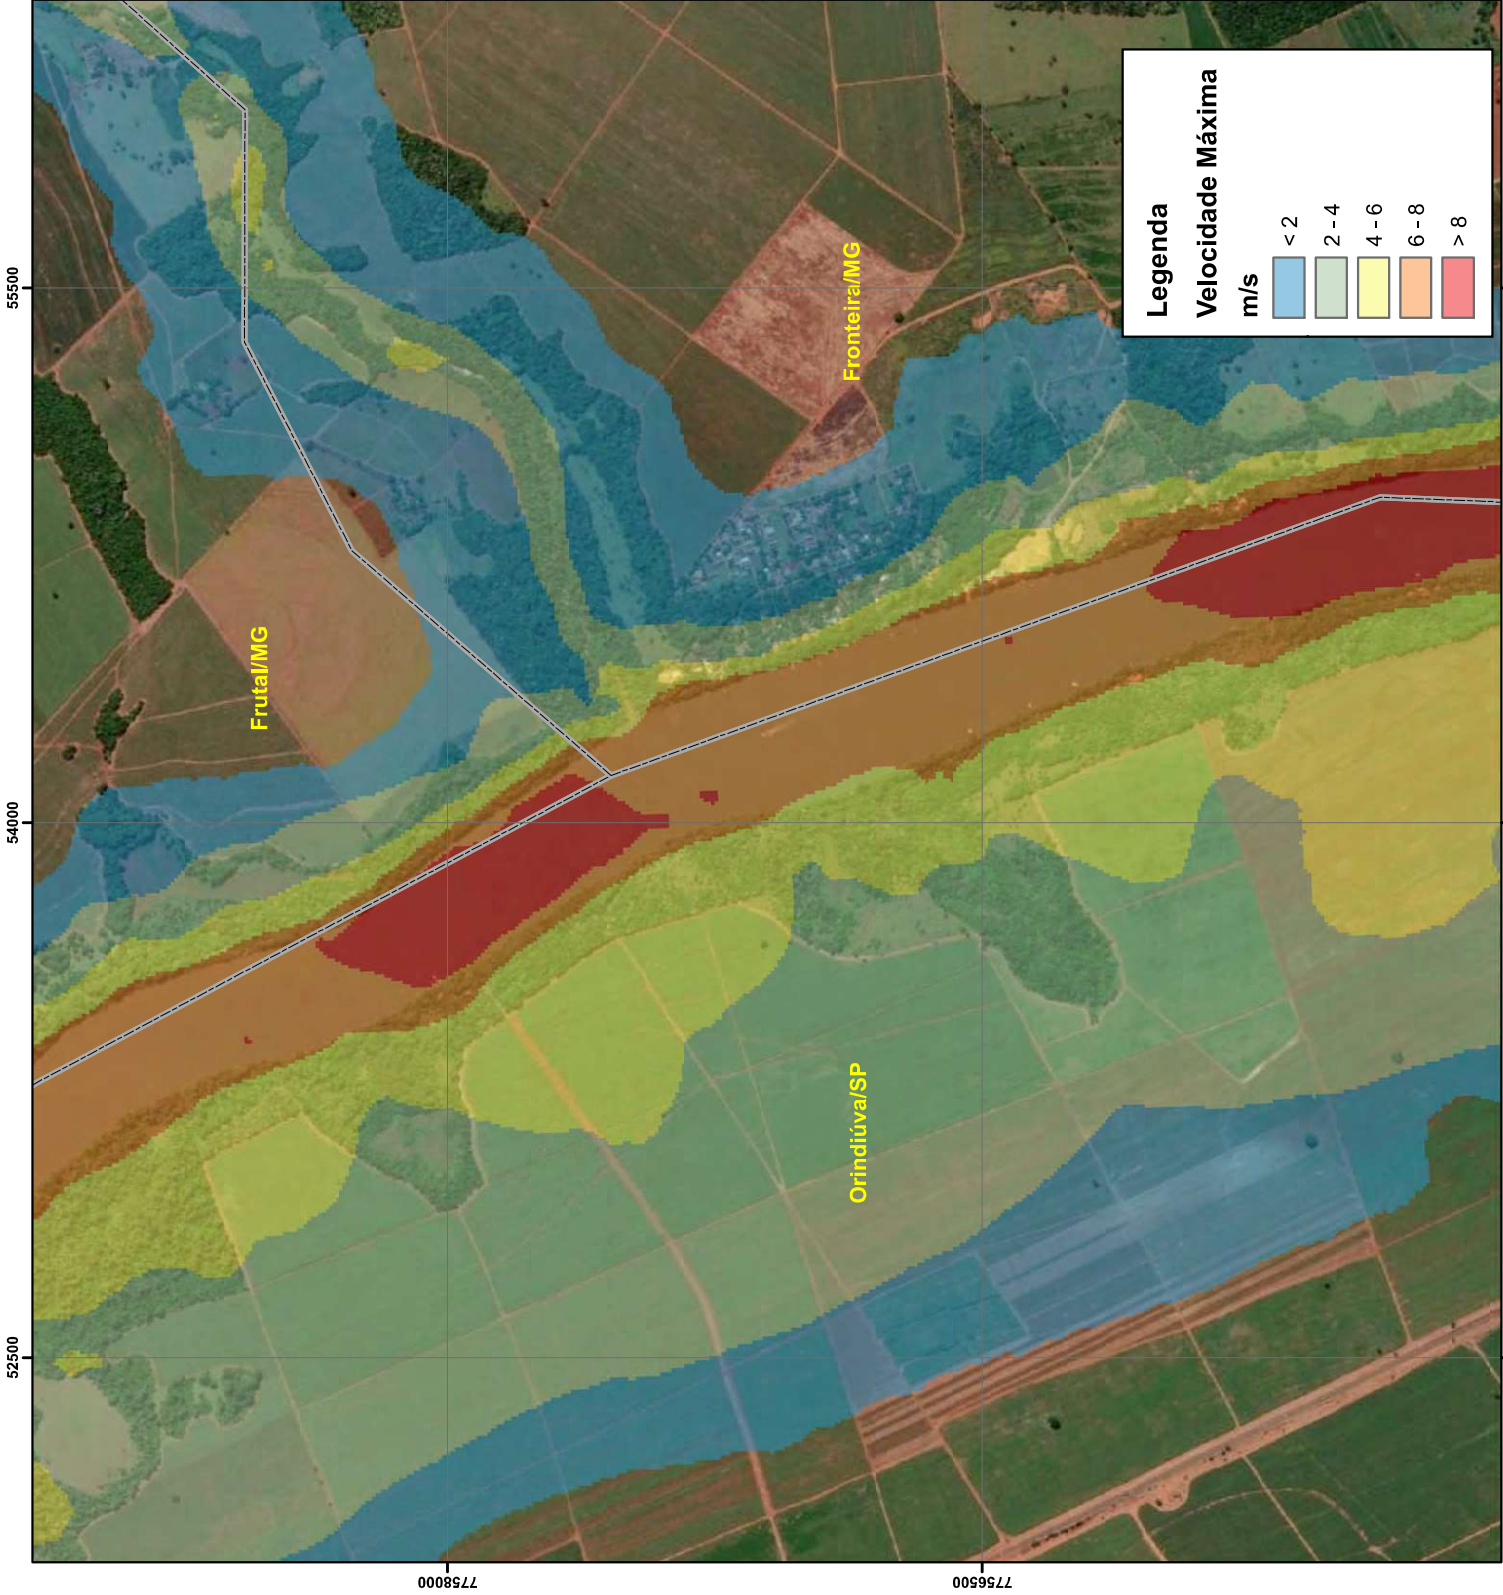 55500
54000
52500
7758000
7756500
Frutal/MG
Fronteira/MG
Orindiúva/SP
Legenda
Velocidade Máxima
m/s
< 2
2 - 4
4 - 6
6 - 8
> 8